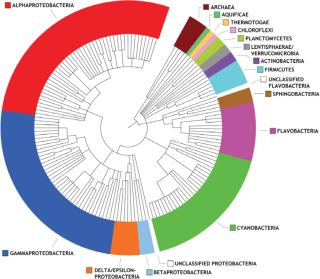 ALPHAPROTEOBACTERIA
ARCHAEA
AQUIFICAE
THERMOTOGAE
CHLOROFLEXI
PLANCTOMYCETES
LENTISPHAERAE/
VERRUCOMICROBIA
ACTINOBACTERIA
FIRMICUTES
UNCLASSIFIED
FLAVOBACTERIA
SPHINGOBACTERIA
FLAVOBACTERIA
CYANOBACTERIA
UNCLASSIFIED PROTEOBACTERIA
BETAPROTEOBACTERIA
DELTA/EPSILON-
PROTEOBACTERIA
GAMMAPROTEOBACTERIA